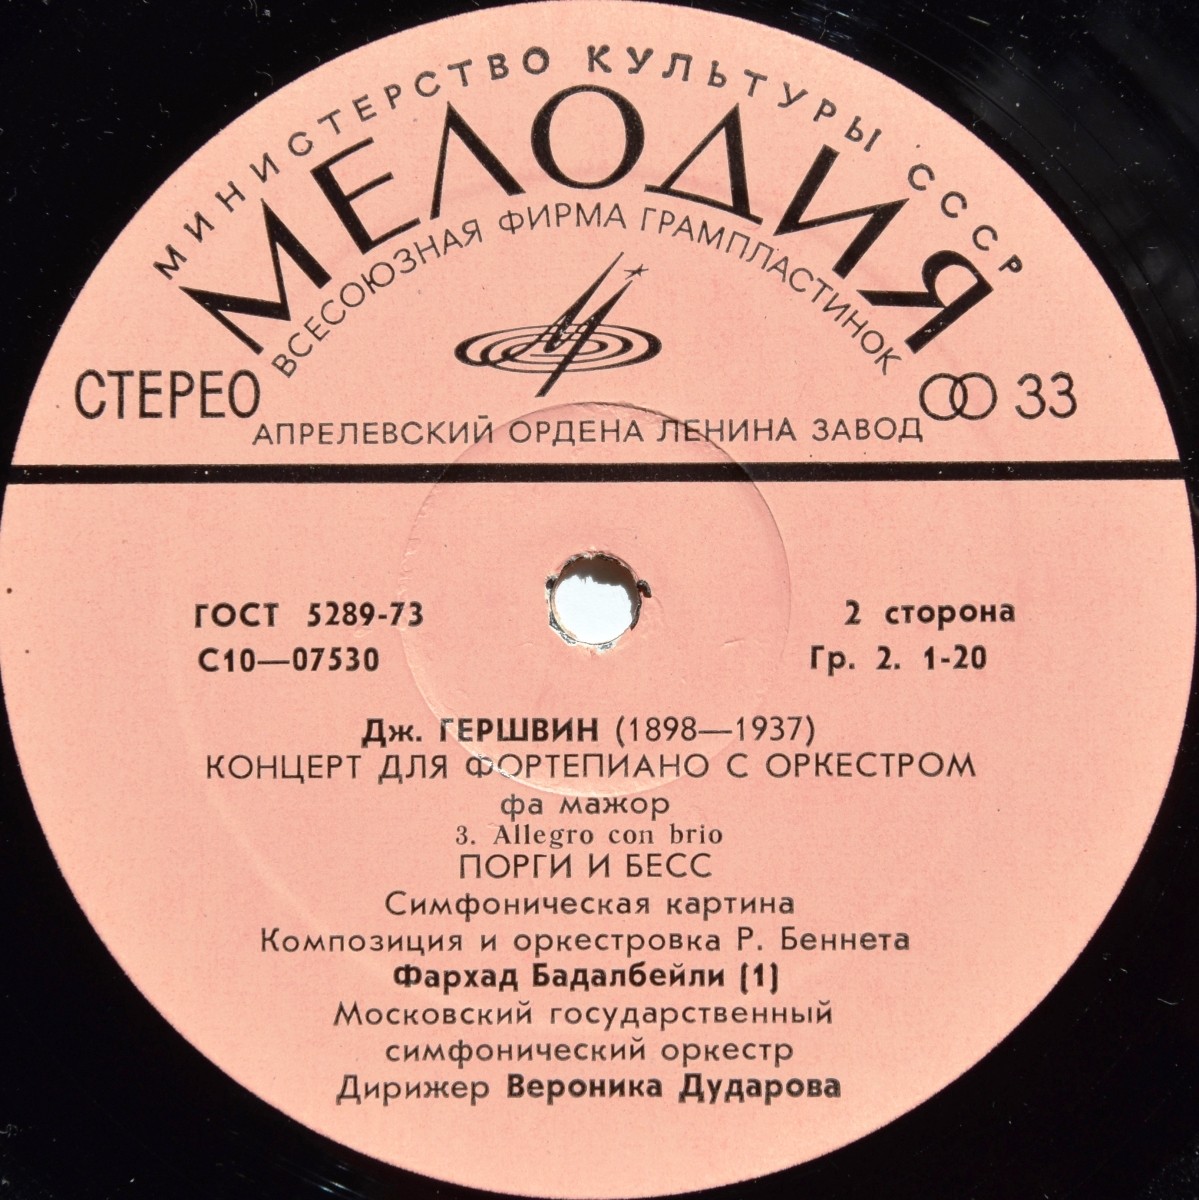 МИНИСТЕРСТВО КУЛЬТУРЫ СССР
МЕЛОДИЯ
ВСЕСОЮЗНАЯ ФИРМА ГРАМПЛАСТИНОК
СТЕРЕО
33
АПРЕЛЕВСКИЙ ОРДЕНА ЛЕНИНА ЗАВОД
ГОСТ 5289-73
2 сторона
С10—07530
Гр. 2. 1-20
Дж. ГЕРШВИН (1898—1937)
КОНЦЕРТ ДЛЯ ФОРТЕПИАНО С ОРКЕСТРОМ
фа мажор
3. Allegro con brio
ПОРГИ И БЕСС
Симфоническая картина
Композиция и оркестровка Р. Беннета
Фархад Бадалбейли (1)
Московский государственный
симфонический оркестр
Дирижер Вероника Дударова